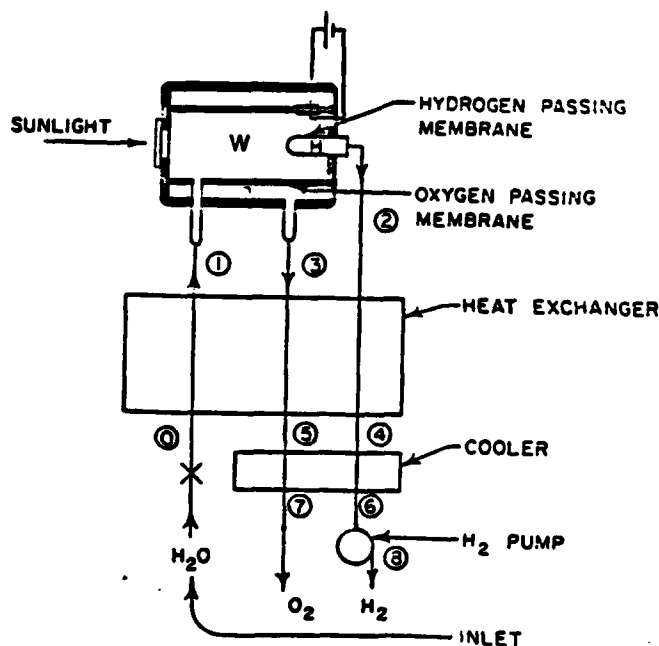 SUNLIGHT
W
H
HYDROGEN PASSING
MEMBRANE
OXYGEN PASSING
MEMBRANE
②
①
③
HEAT EXCHANGER
⓪
⑤
④
COOLER
⑦
⑥
H₂O
H₂ PUMP
⑧
O₂
H₂
INLET